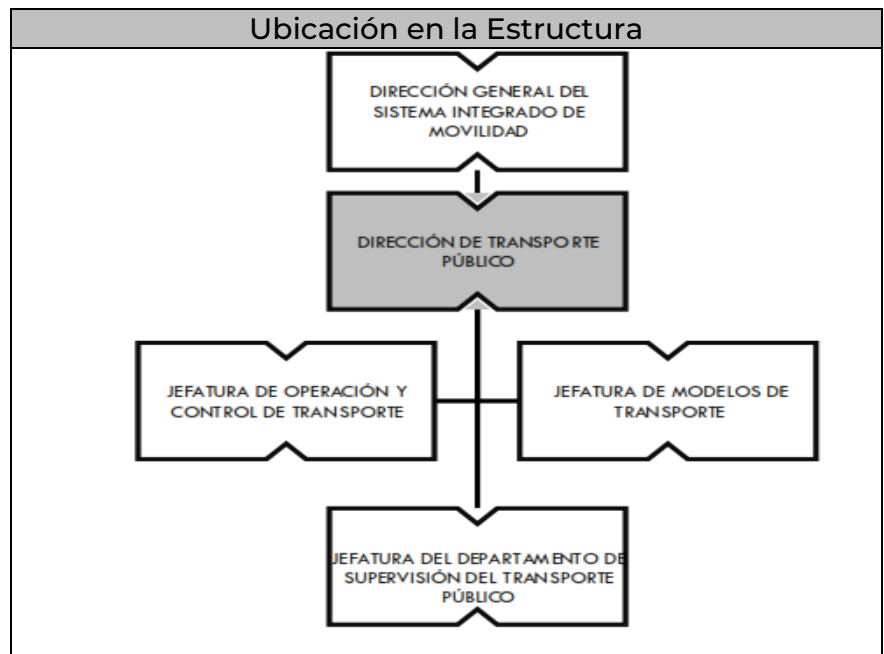 Ubicación en la Estructura
DIRECCIÓN GENERAL DEL
SISTEMA INTEGRADO DE
MOVILIDAD
DIRECCIÓN DE TRANSPORTE
PÚBLICO
JEFATURA DE OPERACIÓN Y
CONTROL DE TRANSPORTE
JEFATURA DE MODELOS DE
TRANSPORTE
JEFATURA DEL DEPARTAMENTO DE
SUPERVISIÓN DEL TRANSPORTE
PÚBLICO